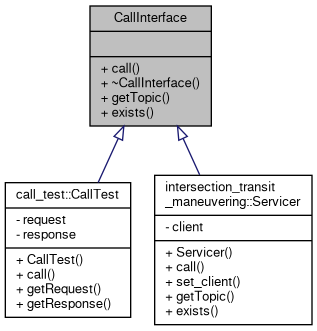 CallInterface
+ call()
+ ~CallInterface()
+ getTopic()
+ exists()
call_test::CallTest
- request
- response
+ CallTest()
+ call()
+ getRequest()
+ getResponse()
intersection_transit
_maneuvering::Servicer
- client
+ Servicer()
+ call()
+ set_client()
+ getTopic()
+ exists()